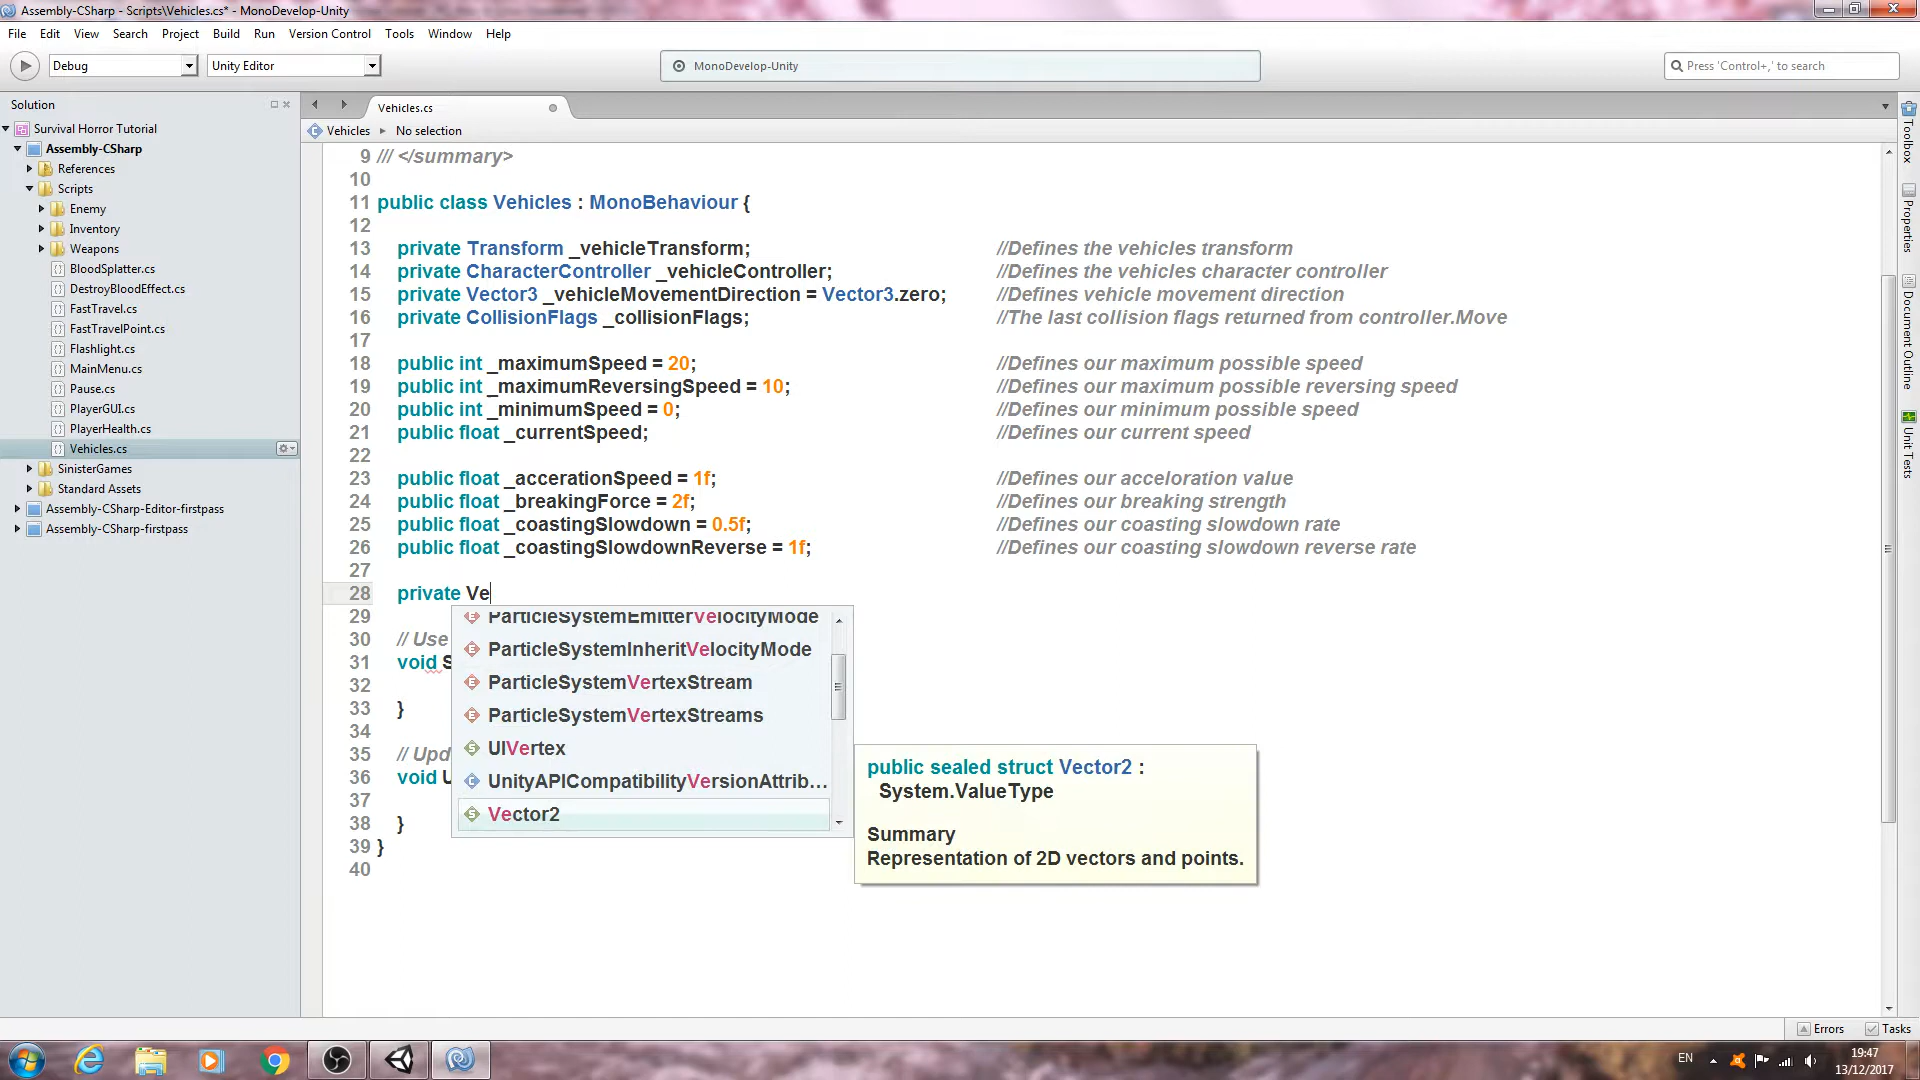 Assembly-CSharp - Scripts\Vehicles.cs* - MonoDevelop-Unity
File Edit View Search Project Build Run Version Control Tools Window Help
Debug Unity Editor MonoDevelop-Unity Press 'Control+,' to search
Solution
Survival Horror Tutorial
Assembly-CSharp
References
Scripts
Enemy
Inventory
Weapons
BloodSplatter.cs
DestroyBloodEffect.cs
FastTravel.cs
FastTravelPoint.cs
Flashlight.cs
MainMenu.cs
Pause.cs
PlayerGUI.cs
PlayerHealth.cs
Vehicles.cs
SinisterGames
Standard Assets
Assembly-CSharp-Editor-firstpass
Assembly-CSharp-firstpass
Vehicles.cs
Vehicles No selection
9 /// </summary>
10
11 public class Vehicles : MonoBehaviour {
12
13 private Transform _vehicleTransform; //Defines the vehicles transform
14 private CharacterController _vehicleController; //Defines the vehicles character controller
15 private Vector3 _vehicleMovementDirection = Vector3.zero; //Defines vehicle movement direction
16 private CollisionFlags _collisionFlags; //The last collision flags returned from controller.Move
17
18 public int _maximumSpeed = 20; //Defines our maximum possible speed
19 public int _maximumReversingSpeed = 10; //Defines our maximum possible reversing speed
20 public int _minimumSpeed = 0; //Defines our minimum possible speed
21 public float _currentSpeed; //Defines our current speed
22
23 public float _accerationSpeed = 1f; //Defines our acceloration value
24 public float _breakingForce = 2f; //Defines our breaking strength
25 public float _coastingSlowdown = 0.5f; //Defines our coasting slowdown rate
26 public float _coastingSlowdownReverse = 1f; //Defines our coasting slowdown reverse rate
27
28 private Ve
29
30 // Use
31 void S
32
33 }
34
35 // Upd
36 void U
37
38 }
39 }
40
ParticleSystemEmitterVelocityMode
ParticleSystemInheritVelocityMode
ParticleSystemVertexStream
ParticleSystemVertexStreams
UIVertex
UnityAPICompatibilityVersionAttrib...
Vector2
public sealed struct Vector2 :
System.ValueType
Summary
Representation of 2D vectors and points.
Toolbox
Properties
Document Outline
Unit Tests
Errors Tasks
EN
19:47
13/12/2017